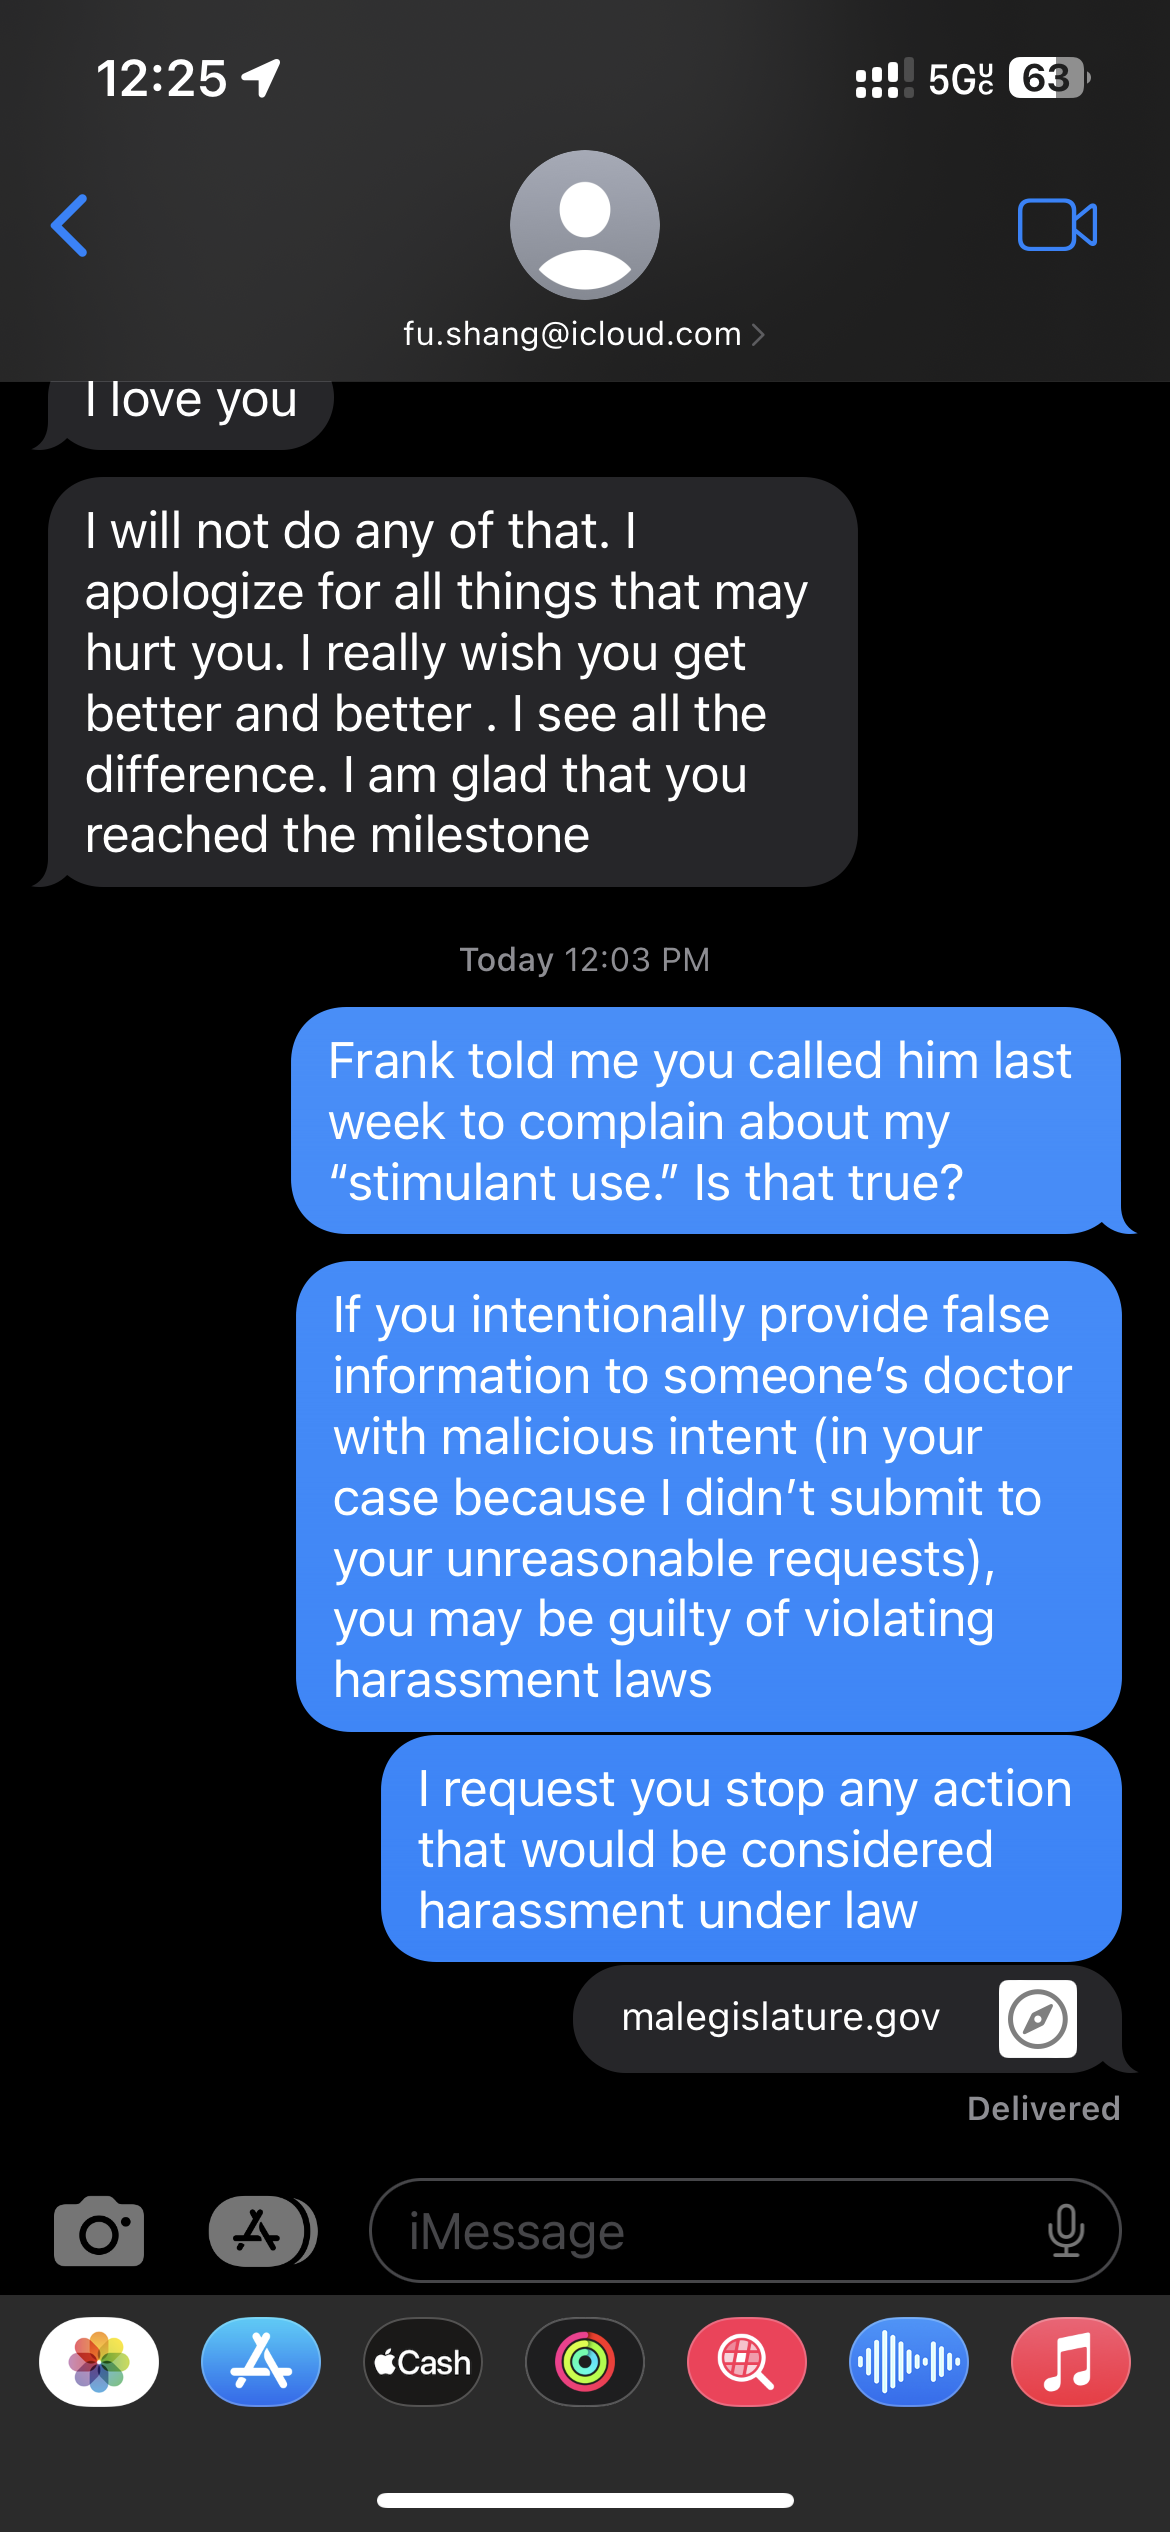 12:25
5G UC
63
fu.shang@icloud.com
I love you
I will not do any of that. I
apologize for all things that may
hurt you. I really wish you get
better and better . I see all the
difference. I am glad that you
reached the milestone
Today 12:03 PM
Frank told me you called him last
week to complain about my
“stimulant use.” Is that true?
If you intentionally provide false
information to someone’s doctor
with malicious intent (in your
case because I didn’t submit to
your unreasonable requests),
you may be guilty of violating
harassment laws
I request you stop any action
that would be considered
harassment under law
malegislature.gov
Delivered
iMessage
Cash